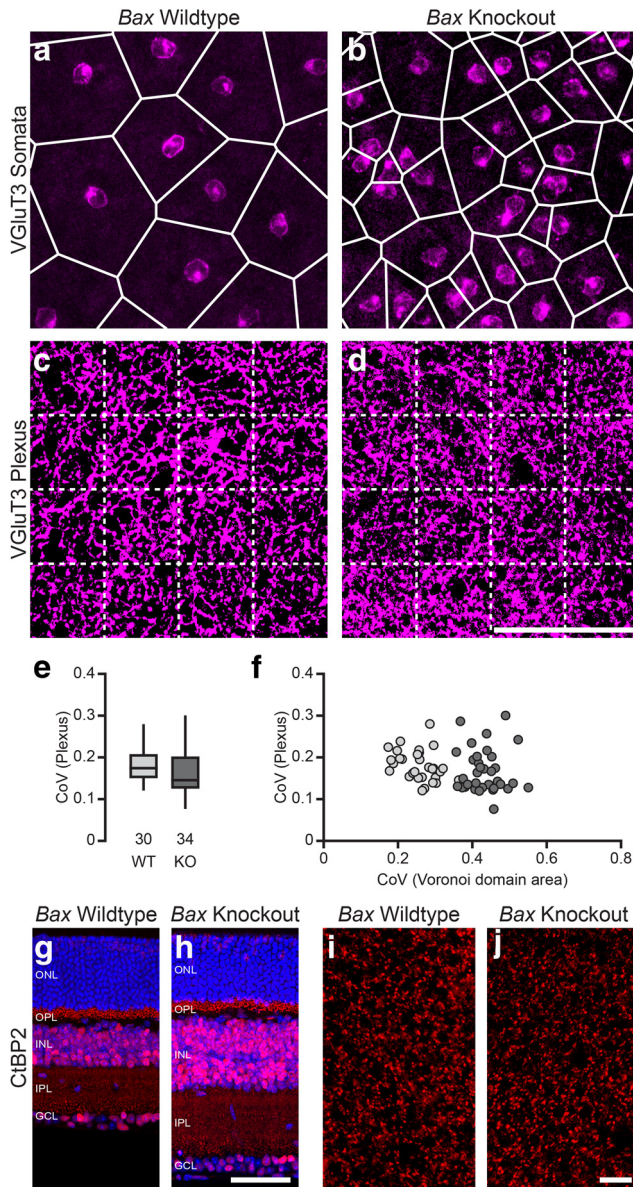 Bax Wildtype
Bax Knockout
VGluT3 Somata
a
b
VGluT3 Plexus
c
d
e
CoV (Plexus)
0.4
0.3
0.2
0.1
0
30
34
WT
KO
f
CoV (Plexus)
0.4
0.3
0.2
0.1
0
0
0.2
0.4
0.6
0.8
CoV (Voronoi domain area)
Bax Wildtype
Bax Knockout
Bax Wildtype
Bax Knockout
CtBP2
g
ONL
OPL
INL
IPL
GCL
h
ONL
OPL
INL
IPL
GCL
i
j